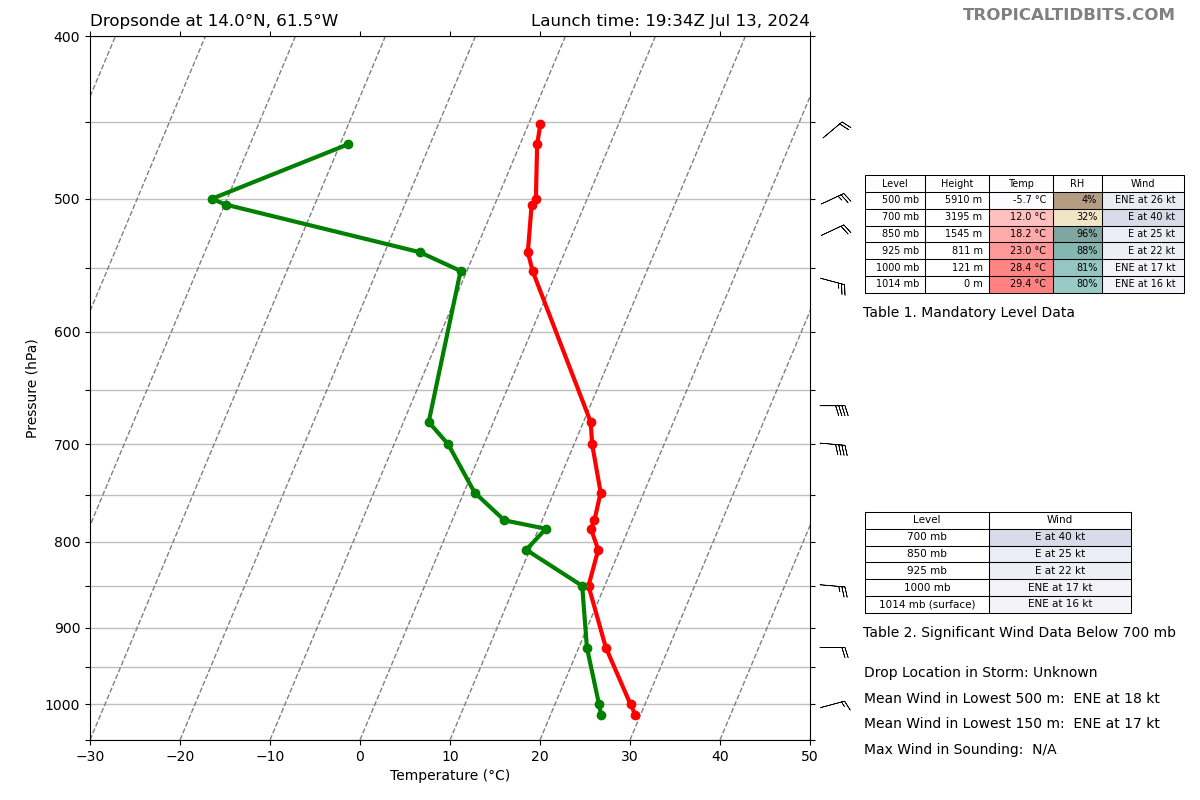 TROPICALTIDBITS.COM
Dropsonde at 14.0°N, 61.5°W
Launch time: 19:34Z Jul 13, 2024
400
500
600
700
800
900
1000
Pressure (hPa)
−30 −20 −10 0 10 20 30 40 50
Temperature (°C)
Level Height Temp RH Wind
500 mb 5910 m -5.7 °C 4% ENE at 26 kt
700 mb 3195 m 12.0 °C 32% E at 40 kt
850 mb 1545 m 18.2 °C 96% E at 25 kt
925 mb 811 m 23.0 °C 88% E at 22 kt
1000 mb 121 m 28.4 °C 81% ENE at 17 kt
1014 mb 0 m 29.4 °C 80% ENE at 16 kt
Table 1. Mandatory Level Data
Level Wind
700 mb E at 40 kt
850 mb E at 25 kt
925 mb E at 22 kt
1000 mb ENE at 17 kt
1014 mb (surface) ENE at 16 kt
Table 2. Significant Wind Data Below 700 mb
Drop Location in Storm: Unknown
Mean Wind in Lowest 500 m: ENE at 18 kt
Mean Wind in Lowest 150 m: ENE at 17 kt
Max Wind in Sounding: N/A